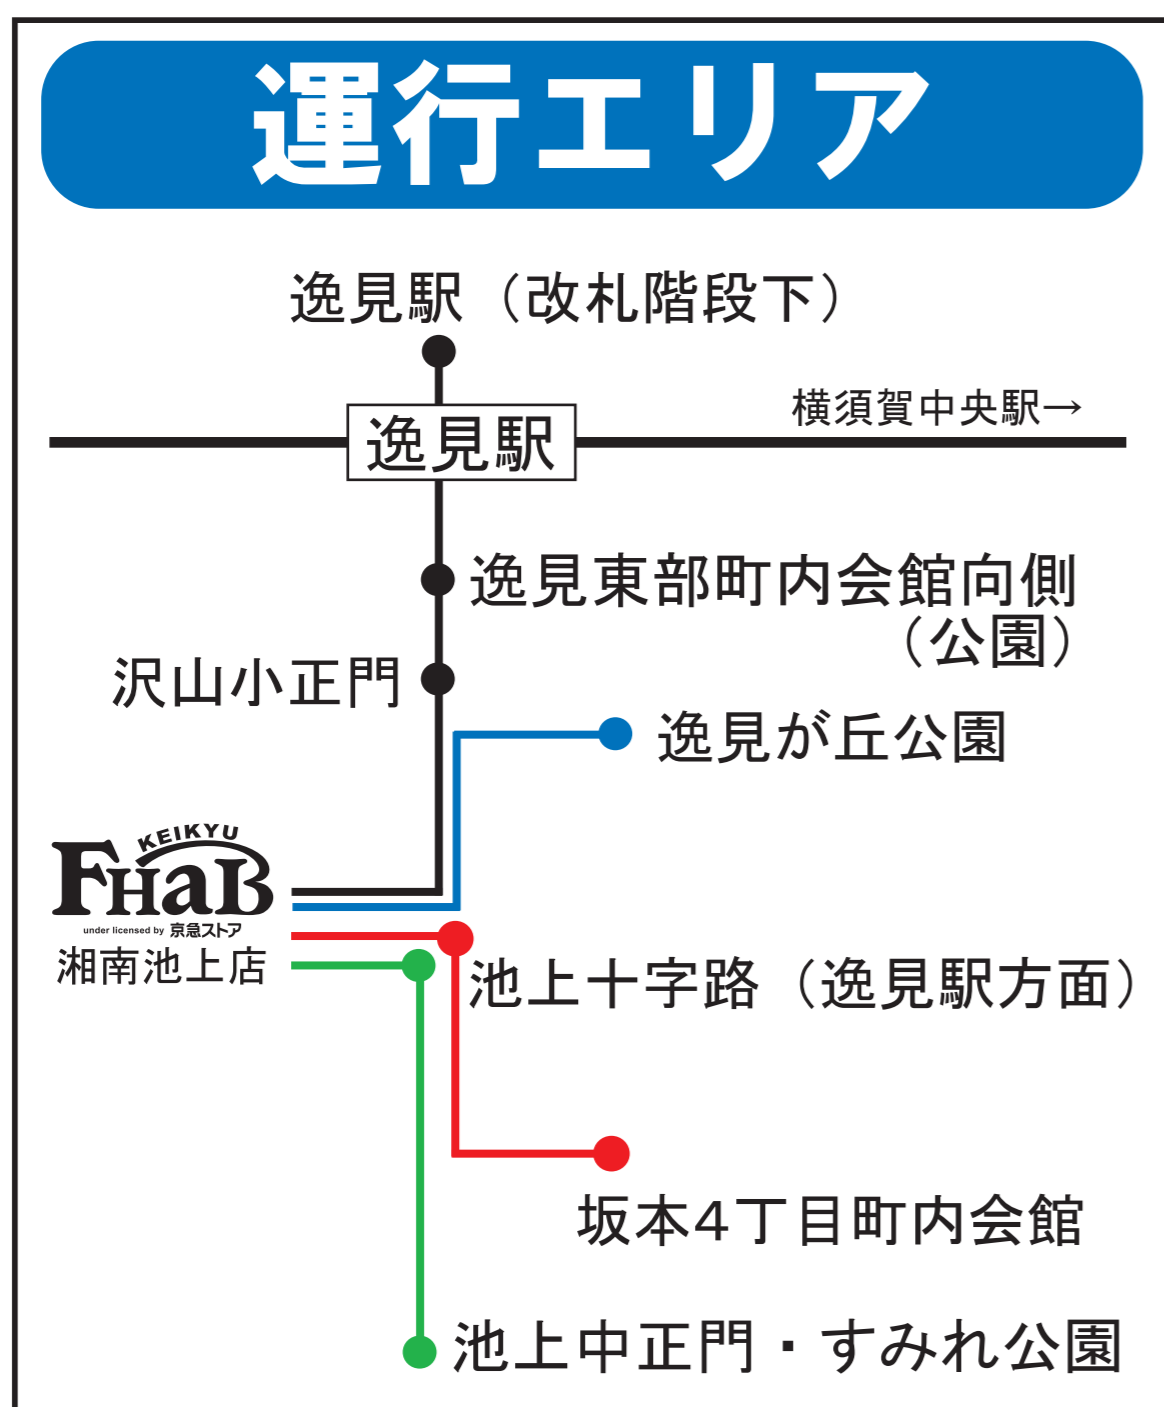 運行エリア
逸見駅（改札階段下）
横須賀中央駅→
逸見駅
逸見東部町内会館向側
（公園）
沢山小正門
逸見が丘公園
KEIKYU
FHaB
under licensed by 京急ストア
湘南池上店
池上十字路（逸見駅方面）
坂本4丁目町内会館
池上中正門・すみれ公園